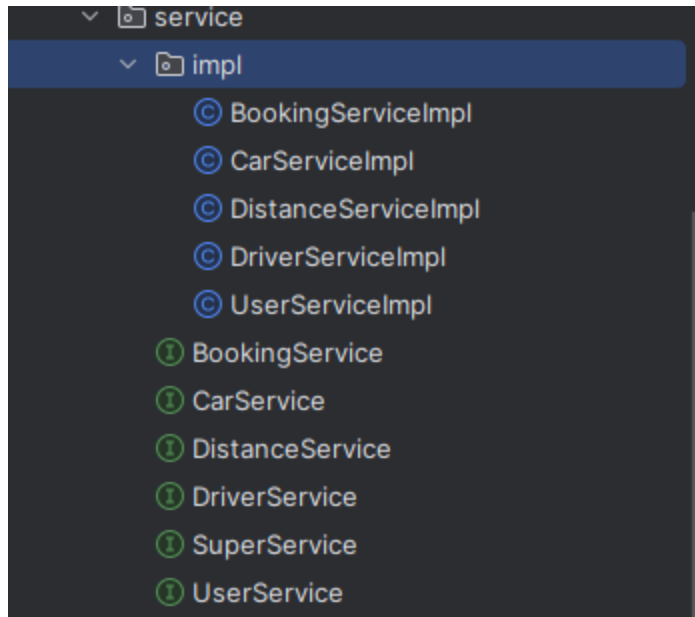 service
impl
BookingServiceImpl
CarServiceImpl
DistanceServiceImpl
DriverServiceImpl
UserServiceImpl
BookingService
CarService
DistanceService
DriverService
SuperService
UserService